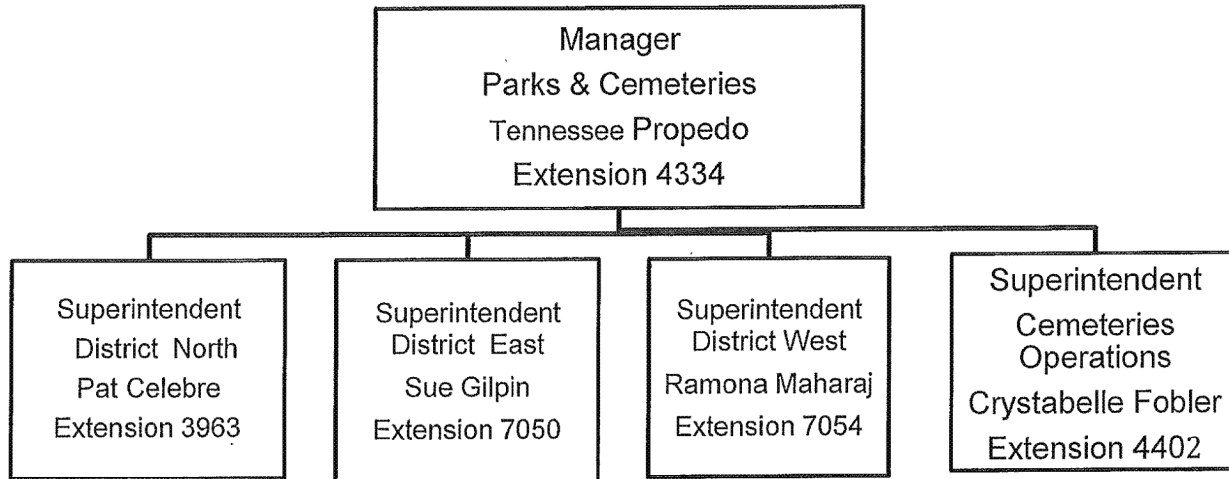 Manager
Parks & Cemeteries
Tennessee Propedo
Extension 4334
Superintendent
District North
Pat Celebre
Extension 3963
Superintendent
District East
Sue Gilpin
Extension 7050
Superintendent
District West
Ramona Maharaj
Extension 7054
Superintendent
Cemeteries
Operations
Crystabelle Fobler
Extension 4402